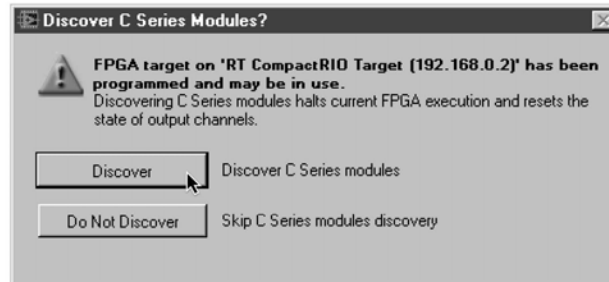 Discover C Series Modules?
FPGA target on 'RT CompactRIO Target (192.168.0.2)' has been
programmed and may be in use.
Discovering C Series modules halts current FPGA execution and resets the
state of output channels.
Discover Discover C Series modules
Do Not Discover Skip C Series modules discovery